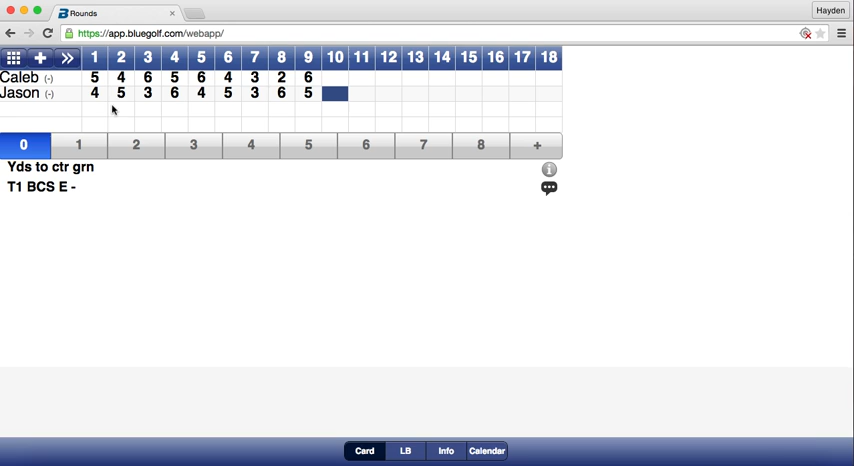 Rounds
Hayden
https://app.bluegolf.com/webapp/
1 2 3 4 5 6 7 8 9 10 11 12 13 14 15 16 17 18
Caleb (-) 5 4 6 5 6 4 3 2 6
Jason (-) 4 5 3 6 4 5 3 6 5
0 1 2 3 4 5 6 7 8 +
Yds to ctr grn
T1 BCS E -
Card LB Info Calendar